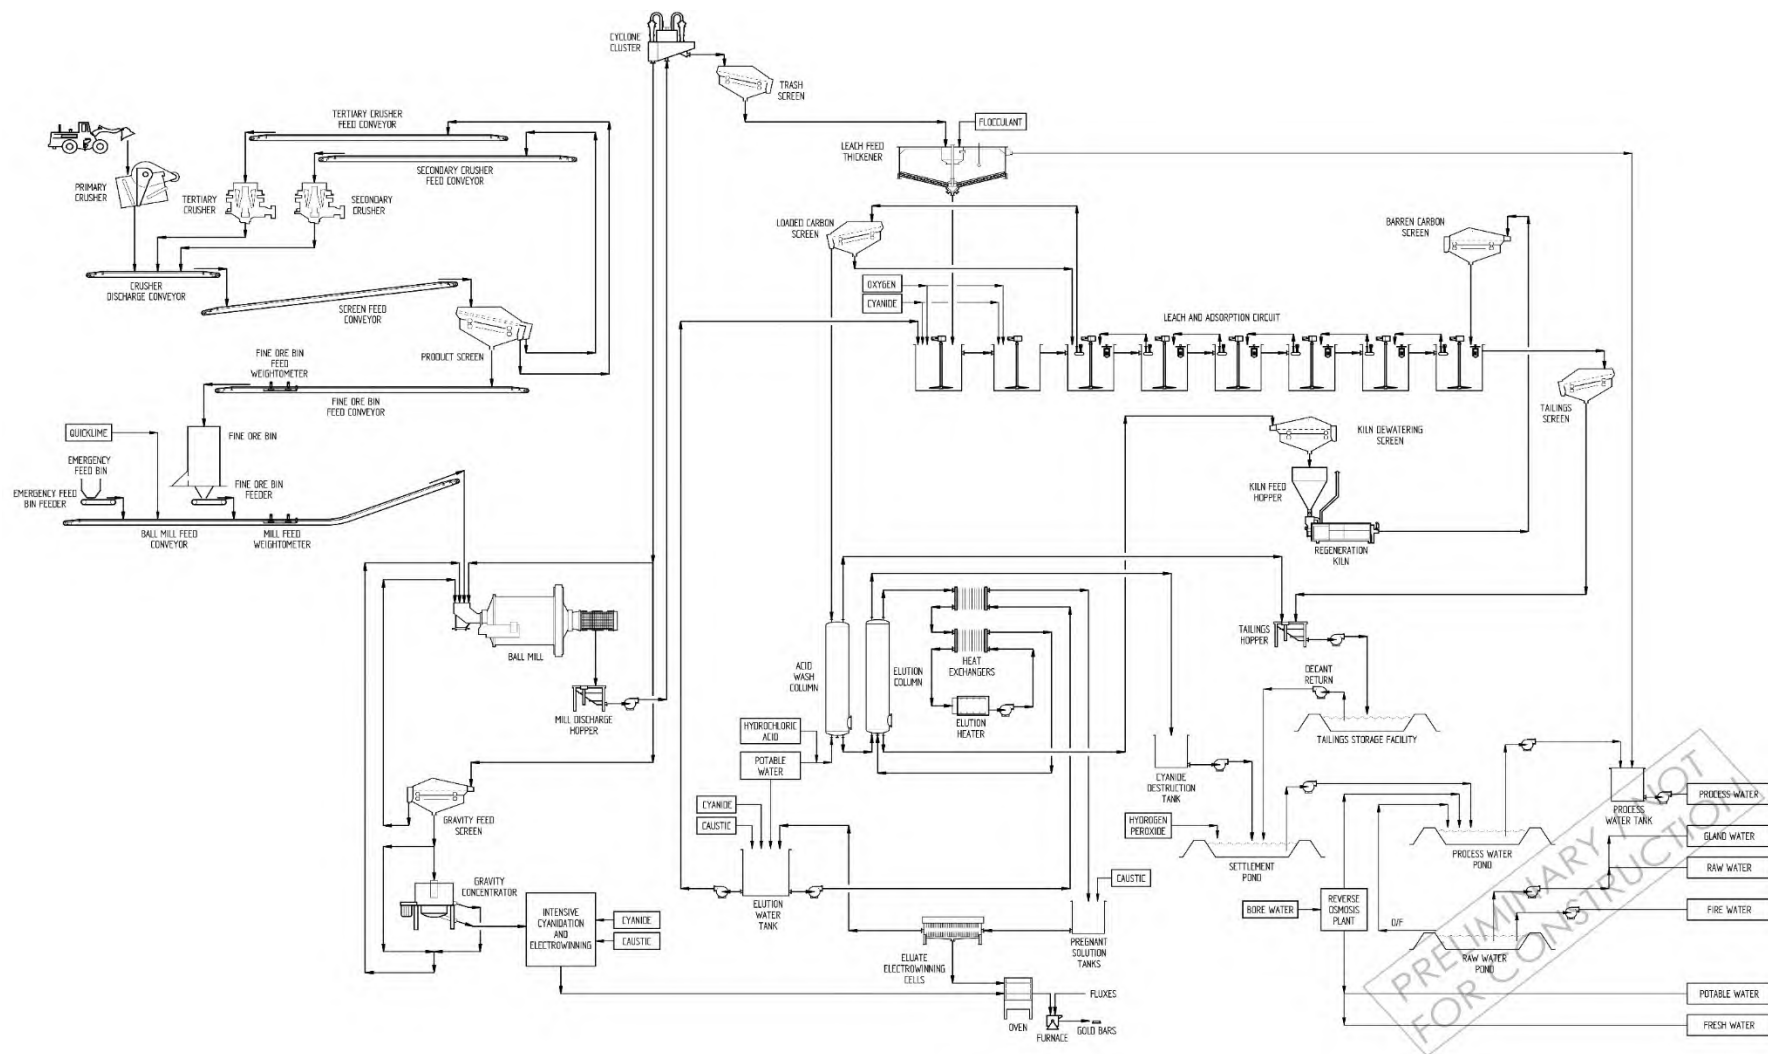 CYCLONE
CLUSTER
TRASH
SCREEN
TERTIARY CRUSHER
FEED CONVEYOR
FLOCCULANT
LEACH FEED
THICKENER
SECONDARY CRUSHER
FEED CONVEYOR
PRIMARY
CRUSHER
TERTIARY
CRUSHER
SECONDARY
CRUSHER
LOADED CARBON
SCREEN
BARREN CARBON
SCREEN
CRUSHER
DISCHARGE CONVEYOR
OXYGEN
CYANIDE
SCREEN FEED
CONVEYOR
LEACH AND ADSORPTION CIRCUIT
PRODUCT SCREEN
FINE ORE BIN
FEED
WEIGHTOMETER
FINE ORE BIN
FEED CONVEYOR
TAILINGS
SCREEN
QUICKLIME
FINE ORE BIN
KILN DEWATERING
SCREEN
EMERGENCY
FEED BIN
EMERGENCY FEED
BIN FEEDER
FINE ORE BIN
FEEDER
KILN FEED
HOPPER
BALL MILL FEED
CONVEYOR
MILL FEED
WEIGHTOMETER
REGENERATION
KILN
BALL MILL
TAILINGS
HOPPER
ACID
WASH
COLUMN
ELUTION
COLUMN
HEAT
EXCHANGERS
DECANT
RETURN
MILL DISCHARGE
HOPPER
ELUTION
HEATER
HYDROCHLORIC
ACID
TAILINGS STORAGE FACILITY
POTABLE
WATER
CYANIDE
DESTRUCTION
TANK
CYANIDE
CAUSTIC
GRAVITY FEED
SCREEN
HYDROGEN
PEROXIDE
PROCESS
WATER TANK
PROCESS WATER
GLAND WATER
SETTLEMENT
POND
PROCESS WATER
POND
RAW WATER
GRAVITY
CONCENTRATOR
CAUSTIC
INTENSIVE
CYANIDATION
AND
ELECTROWINNING
CYANIDE
CAUSTIC
ELUTION
WATER
TANK
BORE WATER
REVERSE
OSMOSIS
PLANT
O/F
FIRE WATER
ELUATE
ELECTROWINNING
CELLS
PREGNANT
SOLUTION
TANKS
RAW WATER
POND
FLUXES
OVEN
FURNACE
GOLD BARS
POTABLE WATER
FRESH WATER
PRELIMINARY / NOT
FOR CONSTRUCTION